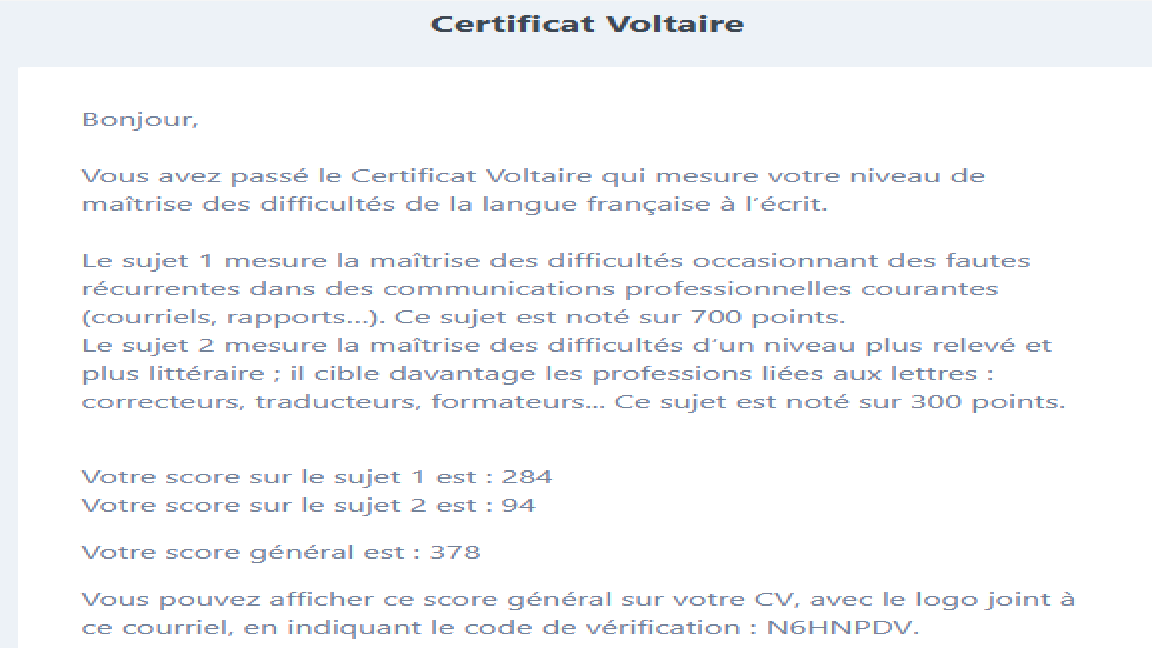 Certificat Voltaire
Bonjour,
Vous avez passé le Certificat Voltaire qui mesure votre niveau de
maîtrise des difficultés de la langue française à l'écrit.
Le sujet 1 mesure la maîtrise des difficultés occasionnant des fautes
récurrentes dans des communications professionnelles courantes
(courriels, rapports...). Ce sujet est noté sur 700 points.
Le sujet 2 mesure la maîtrise des difficultés d'un niveau plus relevé et
plus littéraire ; il cible davantage les professions liées aux lettres :
correcteurs, traducteurs, formateurs... Ce sujet est noté sur 300 points.
Votre score sur le sujet 1 est : 284
Votre score sur le sujet 2 est : 94
Votre score général est : 378
Vous pouvez afficher ce score général sur votre CV, avec le logo joint à
ce courriel, en indiquant le code de vérification : N6HNPDV.